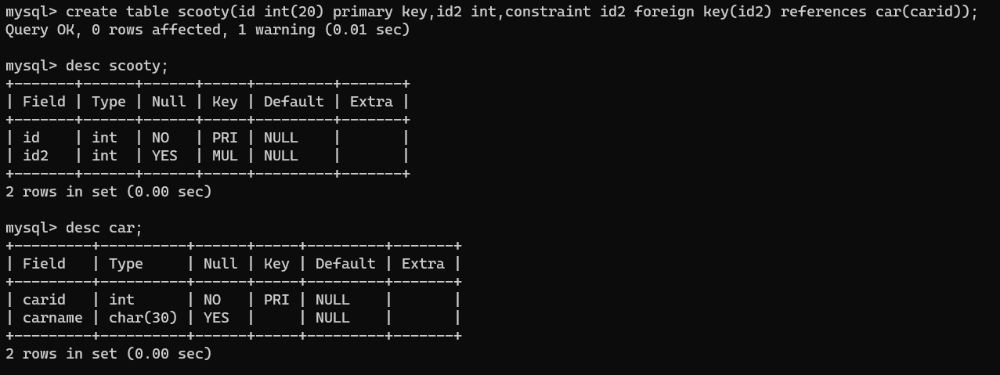 mysql> create table scooty(id int(20) primary key,id2 int,constraint id2 foreign key(id2) references car(carid));
Query OK, 0 rows affected, 1 warning (0.01 sec)

mysql> desc scooty;
+-------+------+------+-----+---------+-------+
| Field | Type | Null | Key | Default | Extra |
+-------+------+------+-----+---------+-------+
| id    | int  | NO   | PRI | NULL    |       |
| id2   | int  | YES  | MUL | NULL    |       |
+-------+------+------+-----+---------+-------+
2 rows in set (0.00 sec)

mysql> desc car;
+---------+----------+------+-----+---------+-------+
| Field   | Type     | Null | Key | Default | Extra |
+---------+----------+------+-----+---------+-------+
| carid   | int      | NO   | PRI | NULL    |       |
| carname | char(30) | YES  |     | NULL    |       |
+---------+----------+------+-----+---------+-------+
2 rows in set (0.00 sec)